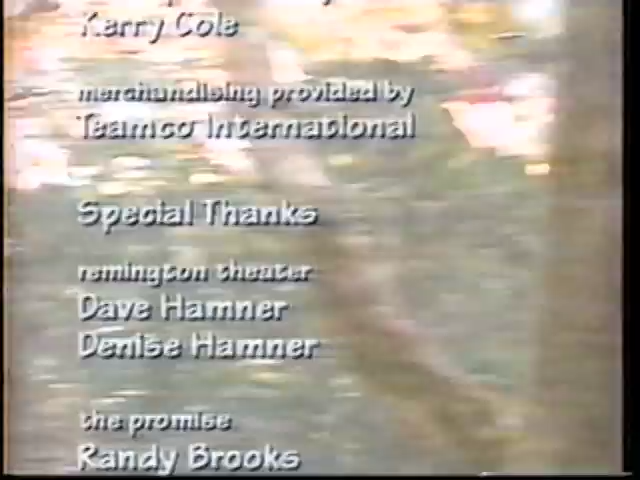 Kerry Cole
merchandising provided by
Teamco International
Special Thanks
remington theater
Dave Hamner
Denise Hamner
the promise
Randy Brooks